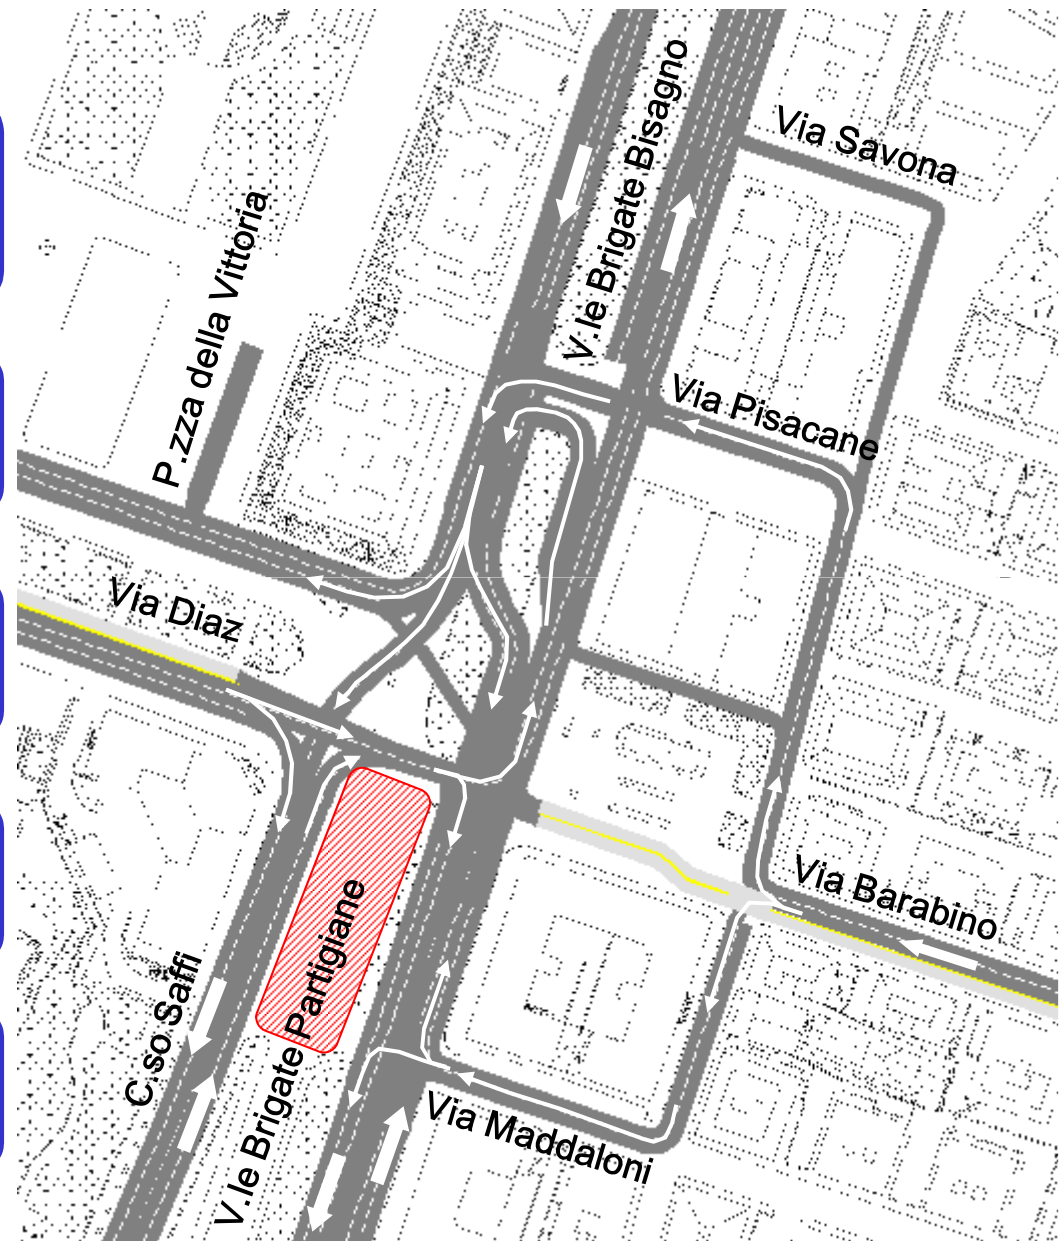 V.le Brigate Bisagno
Via Savona
P.zza della Vittoria
Via Pisacane
Via Diaz
Via Barabino
C.so Saffi
V.le Brigate Partigiane
Via Maddaloni